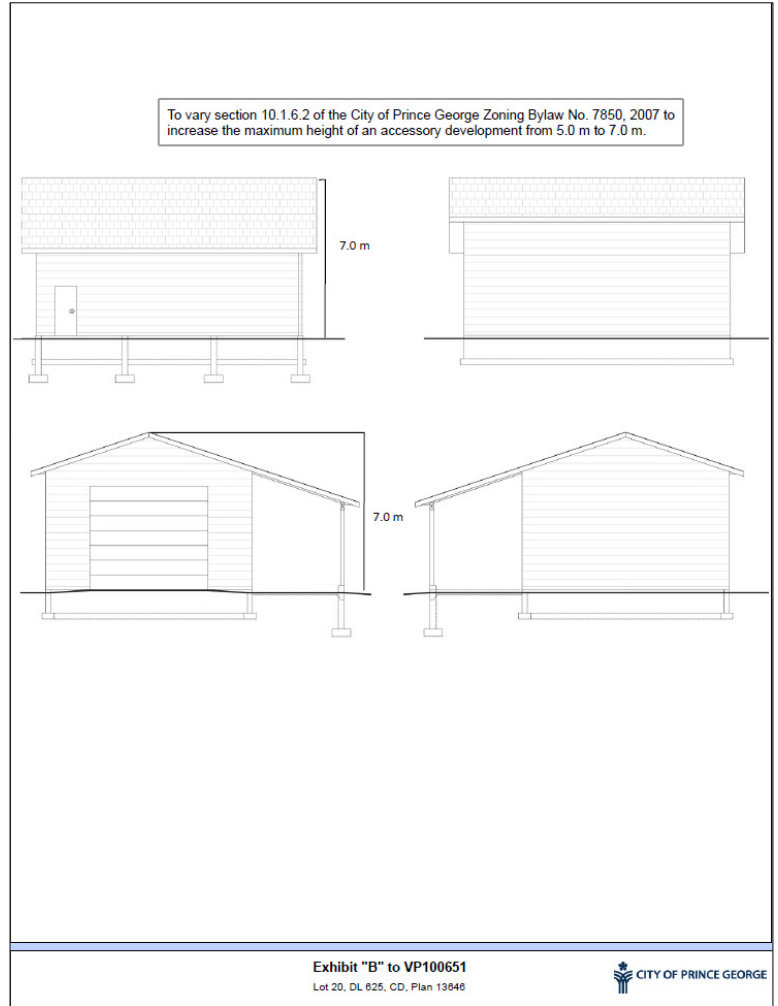 To vary section 10.1.6.2 of the City of Prince George Zoning Bylaw No. 7850, 2007 to
increase the maximum height of an accessory development from 5.0 m to 7.0 m.
7.0 m
7.0 m
Exhibit "B" to VP100651
Lot 20, DL 625, CD, Plan 13646
CITY OF PRINCE GEORGE